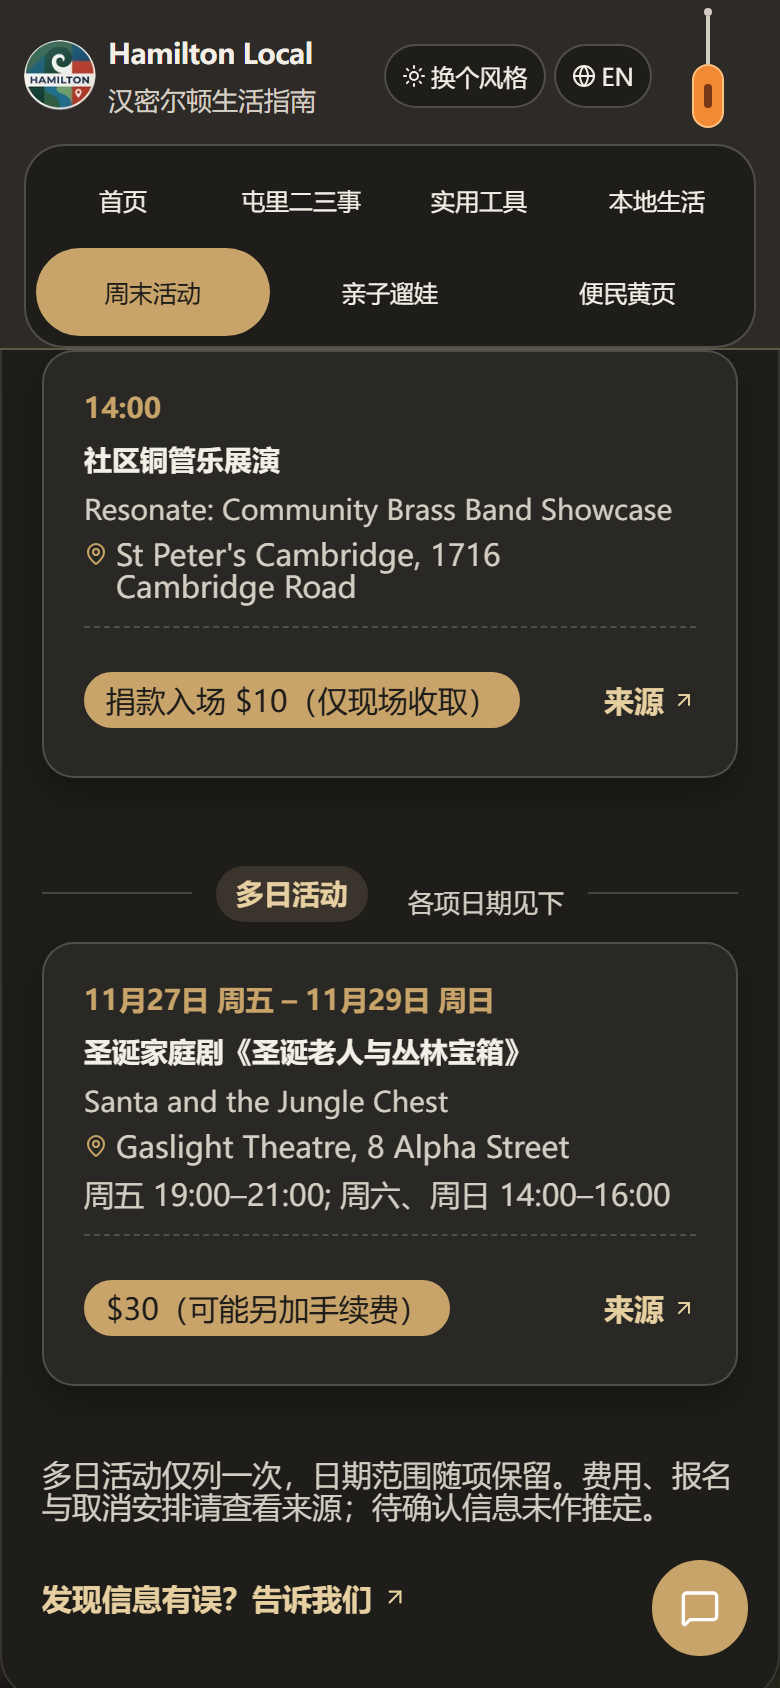 HAMILTON
Hamilton Local
汉密尔顿生活指南
换个风格
EN
首页
屯里二三事
实用工具
本地生活
周末活动
亲子遛娃
便民黄页
14:00
社区铜管乐展演
Resonate: Community Brass Band Showcase
St Peter's Cambridge, 1716
Cambridge Road
捐款入场 $10（仅现场收取）
来源
多日活动
各项日期见下
11月27日 周五 – 11月29日 周日
圣诞家庭剧《圣诞老人与丛林宝箱》
Santa and the Jungle Chest
Gaslight Theatre, 8 Alpha Street
周五 19:00–21:00; 周六、周日 14:00–16:00
$30（可能另加手续费）
来源
多日活动仅列一次，日期范围随项保留。费用、报名
与取消安排请查看来源；待确认信息未作推定。
发现信息有误？告诉我们